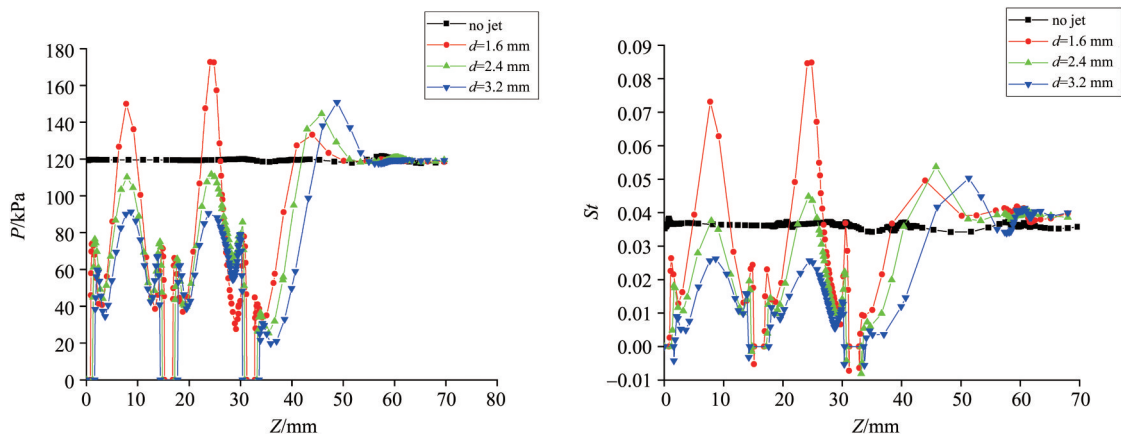 no jet
d=1.6 mm
d=2.4 mm
d=3.2 mm
180
160
140
120
100
80
60
40
20
0
P/kPa
0 10 20 30 40 50 60 70 80
Z/mm
no jet
d=1.6 mm
d=2.4 mm
d=3.2 mm
0.09
0.08
0.07
0.06
0.05
0.04
0.03
0.02
0.01
0.00
−0.01
St
0 10 20 30 40 50 60 70
Z/mm